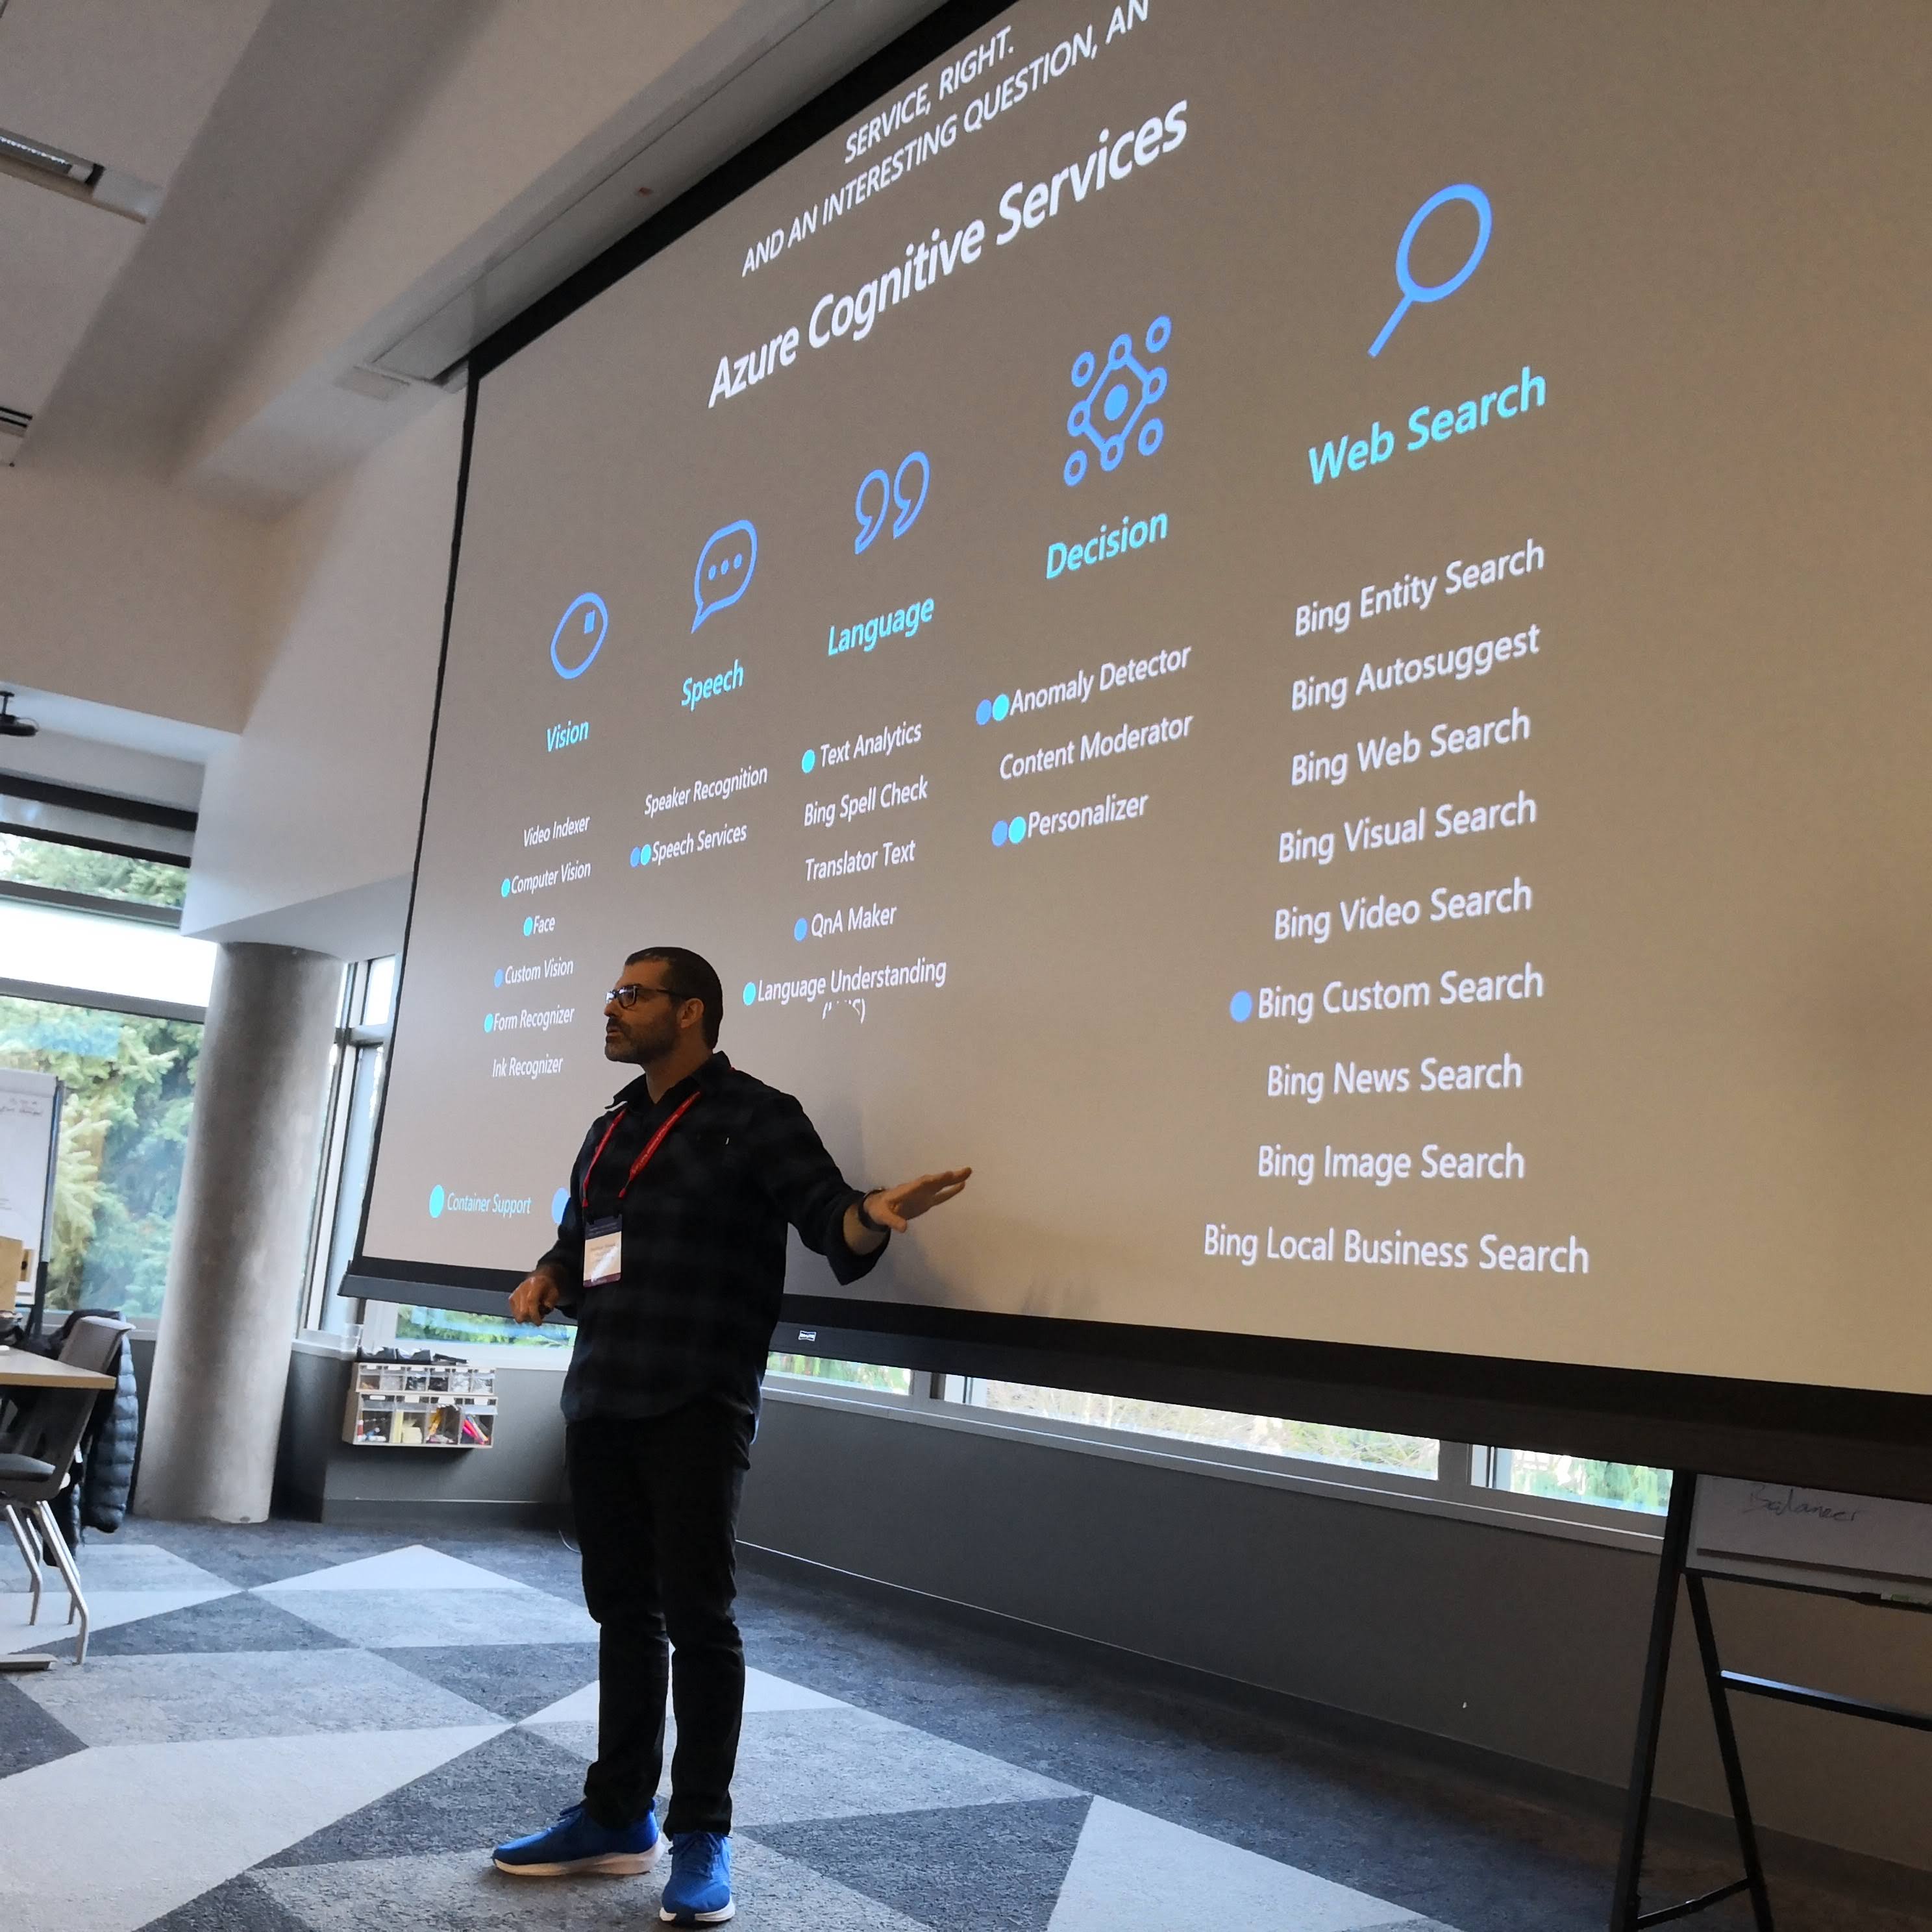 SERVICE, RIGHT.
AND AN INTERESTING QUESTION, AN
Azure Cognitive Services
Vision
Video Indexer
Computer Vision
Face
Custom Vision
Form Recognizer
Ink Recognizer
Speech
Speaker Recognition
Speech Services
Language
Text Analytics
Bing Spell Check
Translator Text
QnA Maker
Language Understanding
Decision
Anomaly Detector
Content Moderator
Personalizer
Web Search
Bing Entity Search
Bing Autosuggest
Bing Web Search
Bing Visual Search
Bing Video Search
Bing Custom Search
Bing News Search
Bing Image Search
Bing Local Business Search
Container Support
Balancer